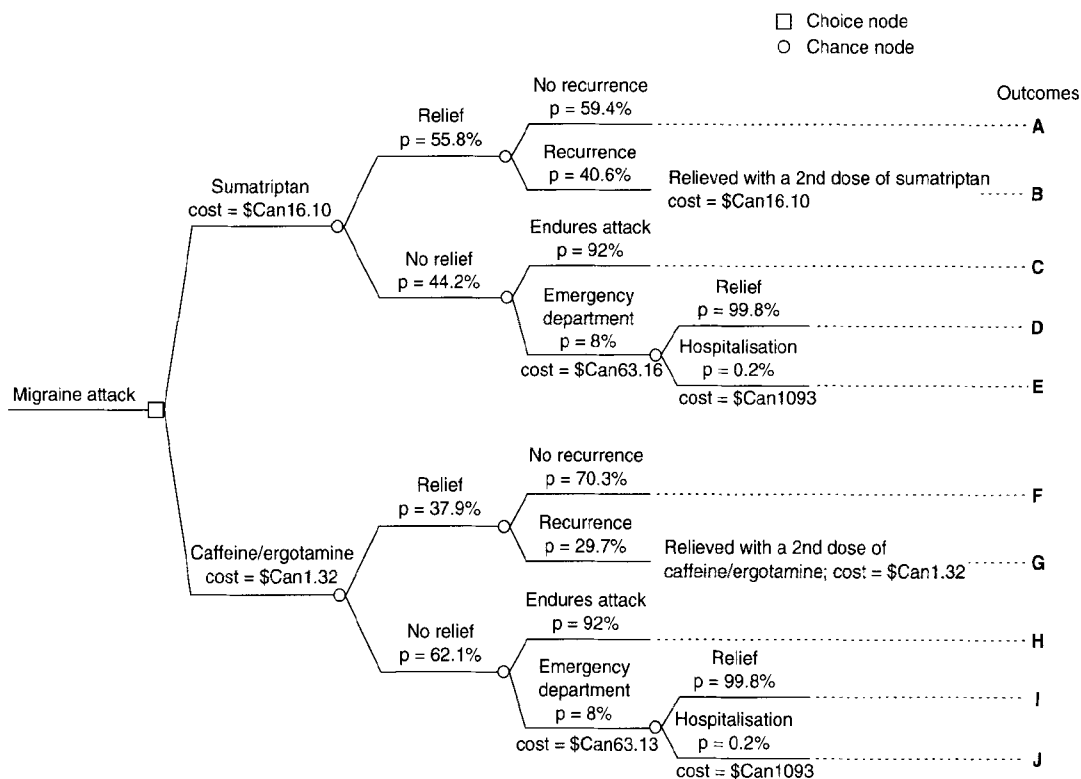 Choice node
Chance node
Outcomes
No recurrence
p = 59.4%
A
Relief
p = 55.8%
Recurrence
p = 40.6%
Relieved with a 2nd dose of sumatriptan
cost = $Can16.10
B
Sumatriptan
cost = $Can16.10
Endures attack
p = 92%
C
No relief
p = 44.2%
Emergency
department
p = 8%
cost = $Can63.16
Relief
p = 99.8%
D
Hospitalisation
p = 0.2%
cost = $Can1093
E
Migraine attack
No recurrence
p = 70.3%
F
Relief
p = 37.9%
Recurrence
p = 29.7%
Relieved with a 2nd dose of
caffeine/ergotamine; cost = $Can1.32
G
Caffeine/ergotamine
cost = $Can1.32
Endures attack
p = 92%
H
No relief
p = 62.1%
Emergency
department
p = 8%
cost = $Can63.13
Relief
p = 99.8%
I
Hospitalisation
p = 0.2%
cost = $Can1093
J